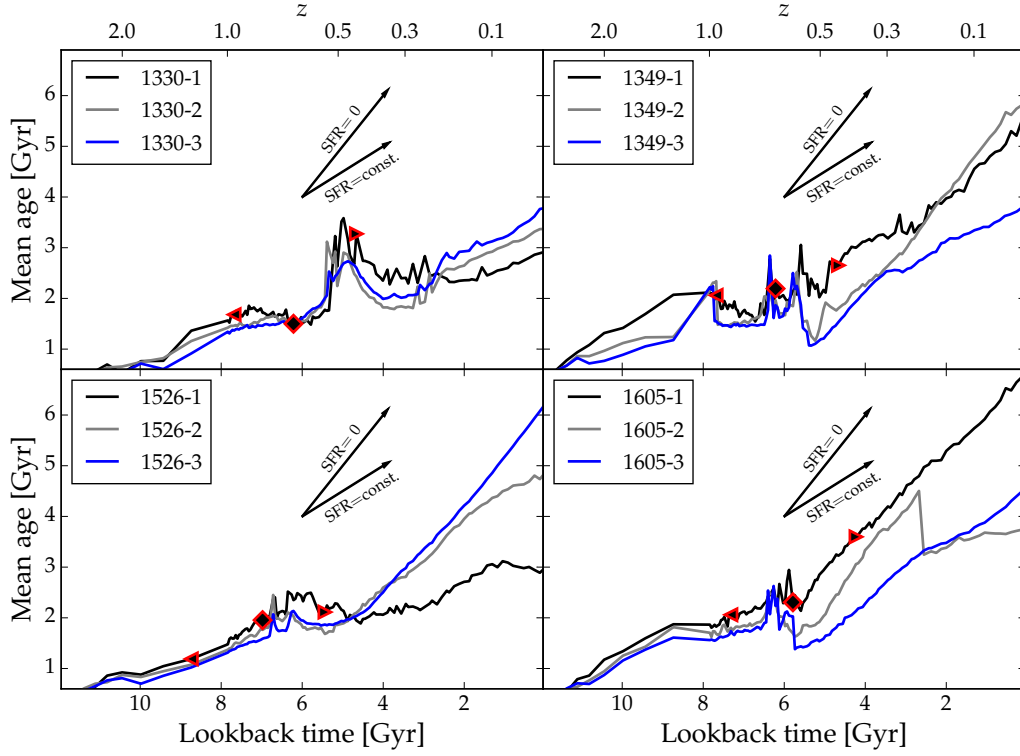 z
z
2.0 1.0 0.5 0.3 0.1
2.0 1.0 0.5 0.3 0.1
1330-1
1330-2
1330-3
SFR= 0
SFR=const.
1349-1
1349-2
1349-3
SFR= 0
SFR=const.
Mean age [Gyr]
6
5
4
3
2
1
1526-1
1526-2
1526-3
SFR= 0
SFR=const.
1605-1
1605-2
1605-3
SFR= 0
SFR=const.
Mean age [Gyr]
6
5
4
3
2
1
10 8 6 4 2
10 8 6 4 2
Lookback time [Gyr]
Lookback time [Gyr]